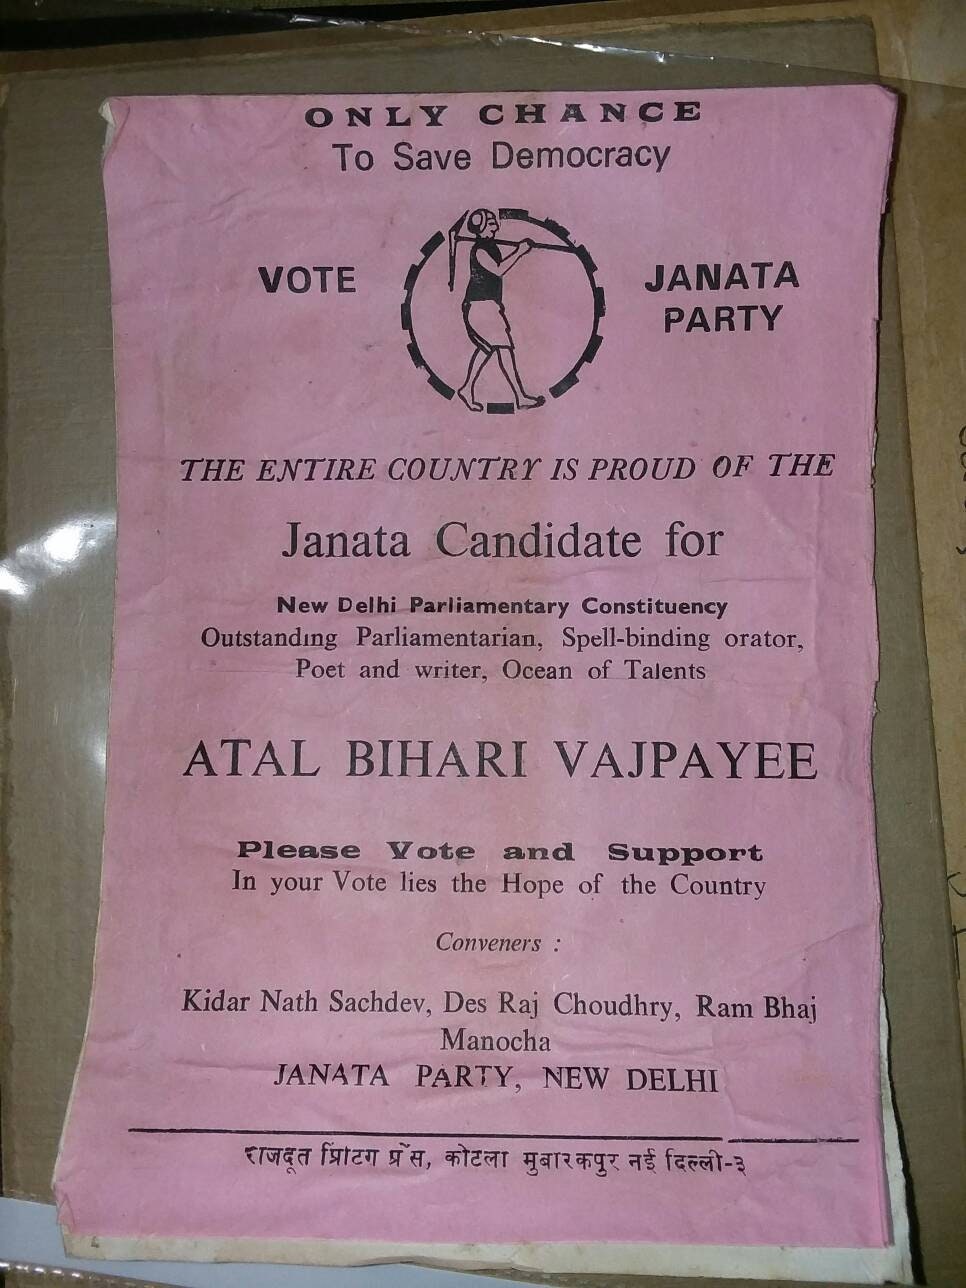 ONLY CHANCE
To Save Democracy
VOTE
JANATA
PARTY
THE ENTIRE COUNTRY IS PROUD OF THE
Janata Candidate for
New Delhi Parliamentary Constituency
Outstanding Parliamentarian, Spell-binding orator,
Poet and writer, Ocean of Talents
ATAL BIHARI VAJPAYEE
Please Vote and Support
In your Vote lies the Hope of the Country
Conveners :
Kidar Nath Sachdev, Des Raj Choudhry, Ram Bhaj
Manocha
JANATA PARTY, NEW DELHI
राजदूत प्रिंटिग प्रेस, कोटला मुबारकपुर नई दिल्ली-३